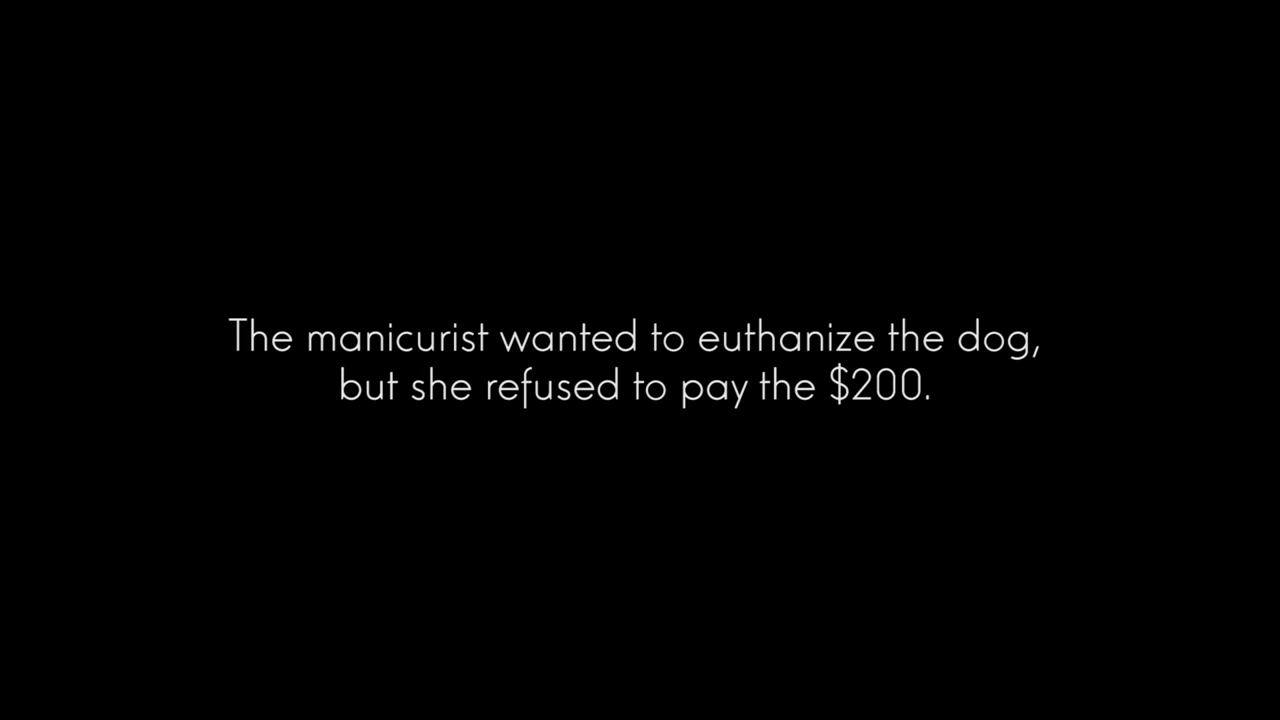 The manicurist wanted to euthanize the dog,
but she refused to pay the $200.